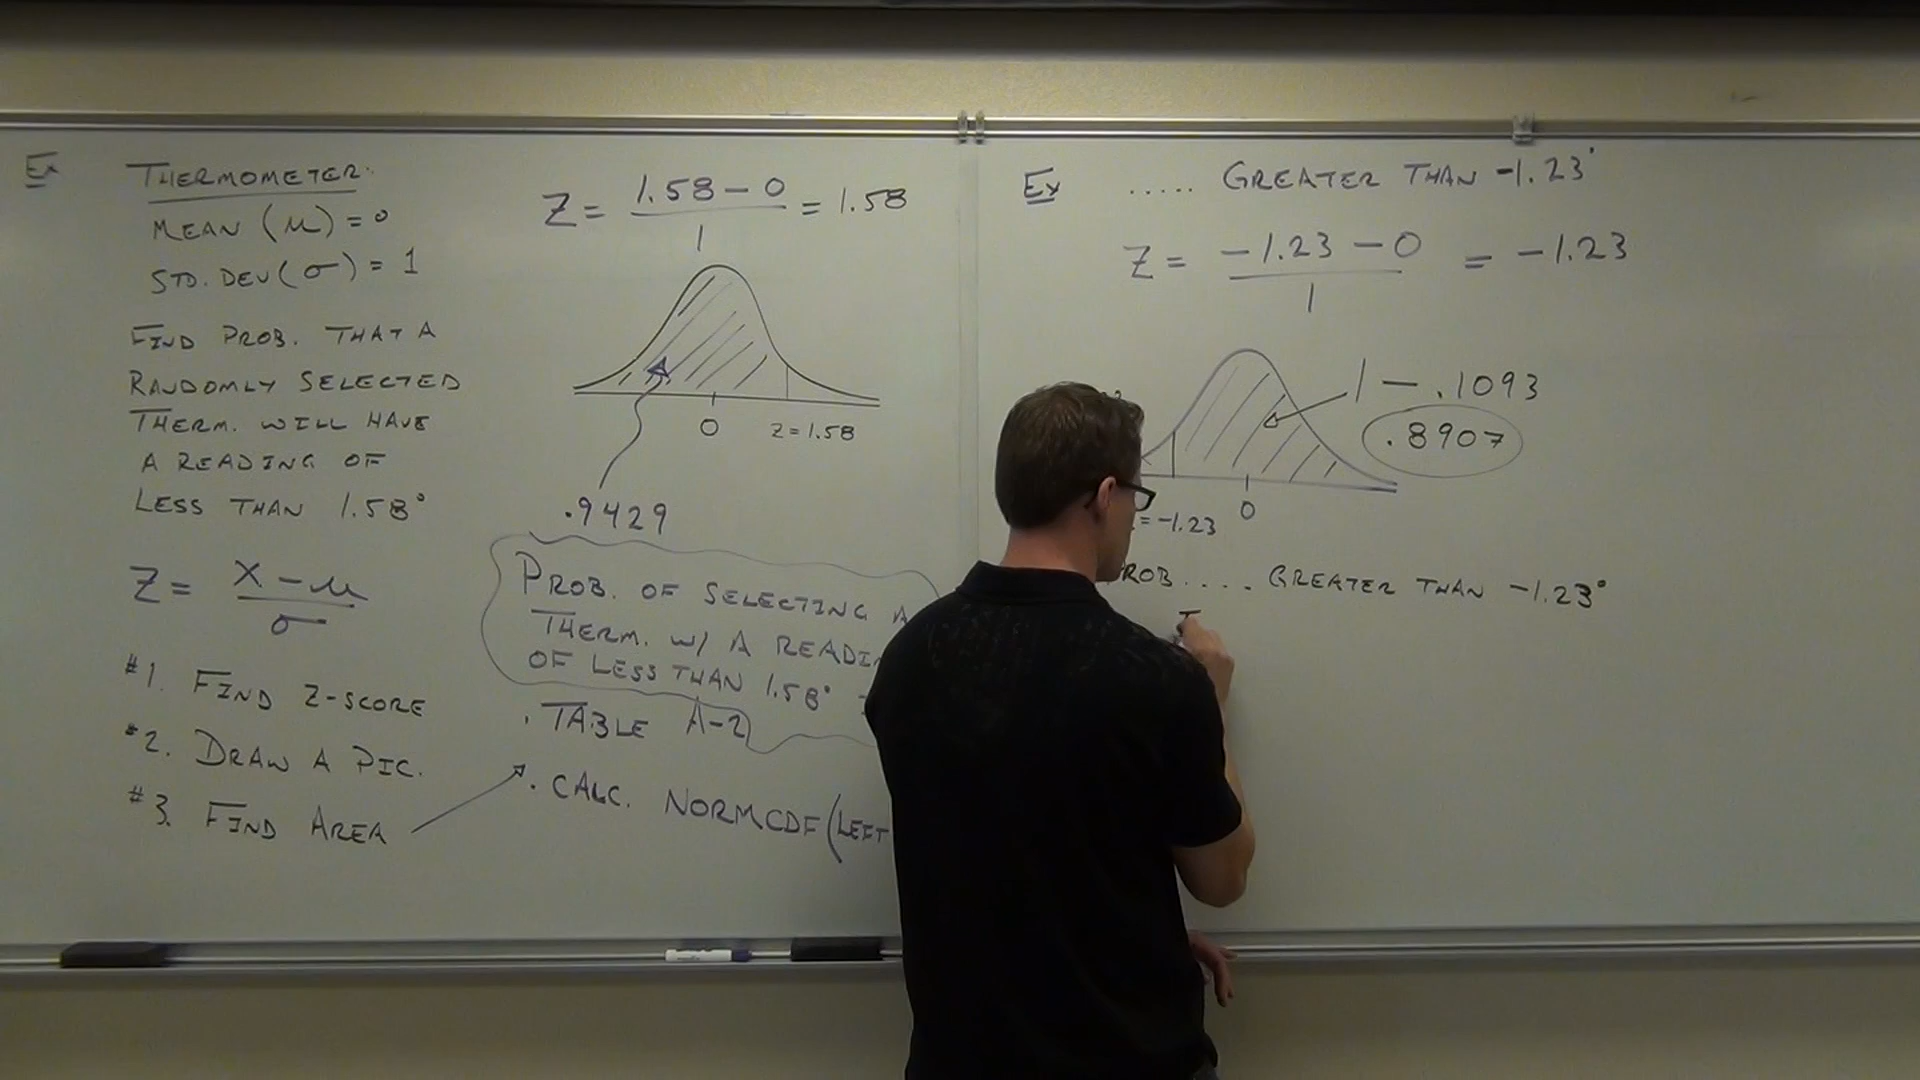 Ex
THERMOMETER:
MEAN (μ) = 0
STD. DEV (σ) = 1
FIND PROB. THAT A
RANDOMLY SELECTED
THERM. WILL HAVE
A READING OF
LESS THAN 1.58°
Z = (X - μ) / σ
#1. FIND Z-SCORE
#2. DRAW A PIC.
#3. FIND AREA
Z = (1.58 - 0) / 1 = 1.58
0
Z = 1.58
.9429
PROB. OF SELECTING A
THERM. W/ A READI
OF LESS THAN 1.58°
. TABLE A-2
. CALC. NORMCDF(LEFT
Ex ..... GREATER THAN -1.23°
Z = (-1.23 - 0) / 1 = -1.23
1 - .1093
.8907
= -1.23
0
ROB .... GREATER THAN -1.23°